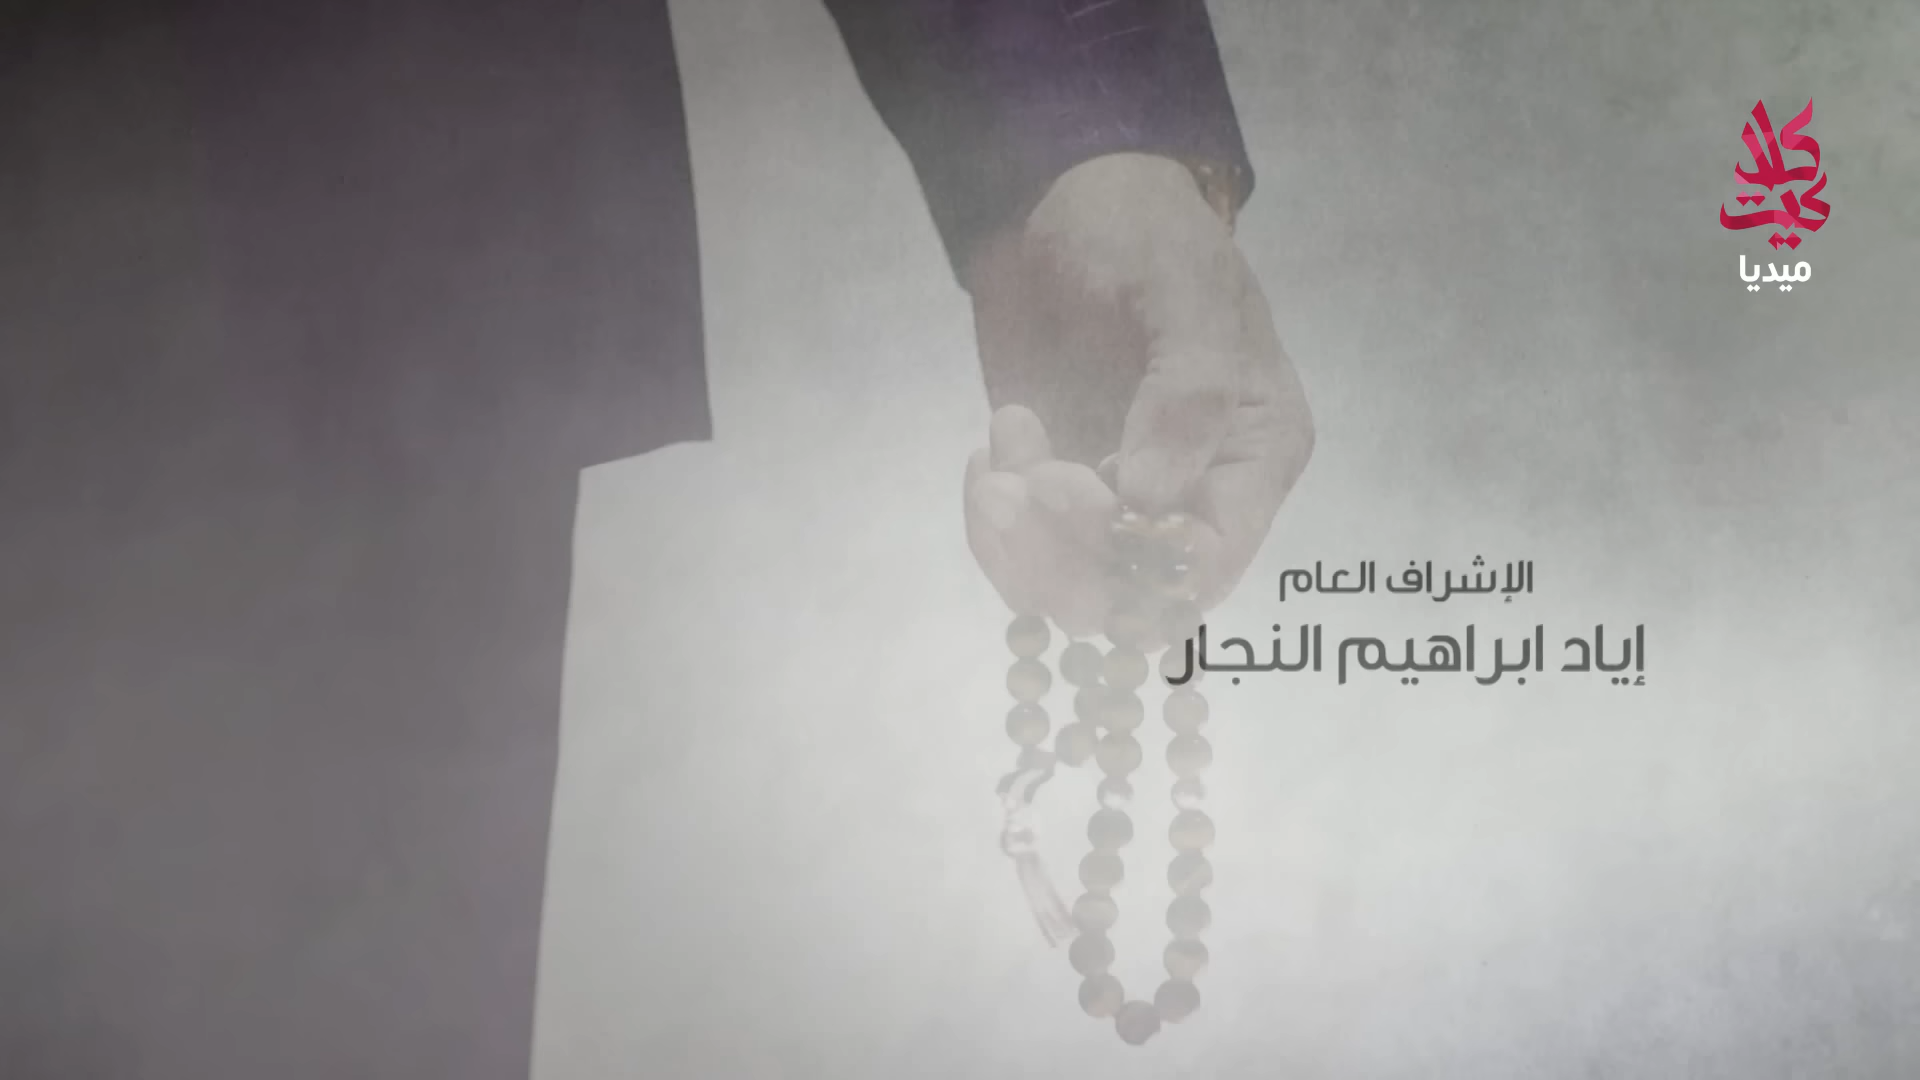 كلاكيت
ميديا
الإشراف العام
إياد ابراهيم النجار